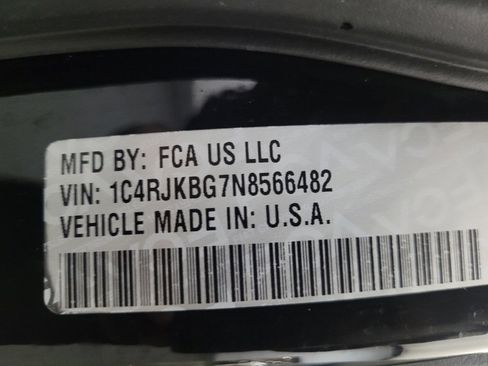 MFD BY: FCA US LLC
VIN: 1C4RJKBG7N8566482
VEHICLE MADE IN: U.S.A.